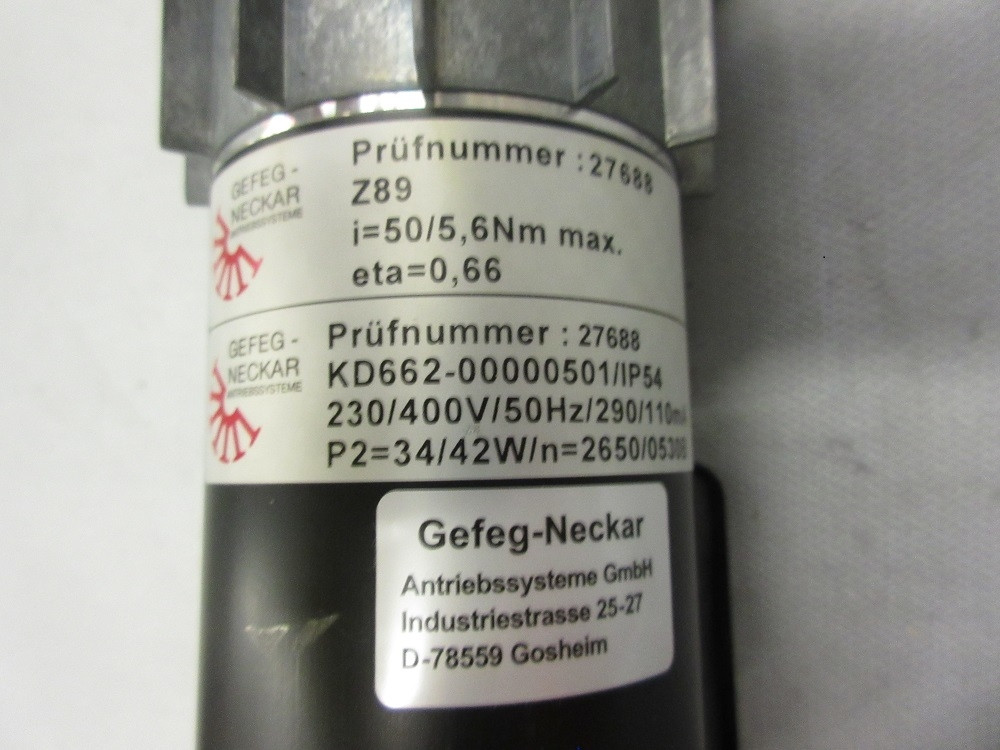 GEFEG-
NECKAR
ANTRIEBSSYSTEME
Prüfnummer : 27688
Z89
i=50/5,6Nm max.
eta=0,66
GEFEG-
NECKAR
ANTRIEBSSYSTEME
Prüfnummer : 27688
KD662-00000501/IP54
230/400V/50Hz/290/110mA
P2=34/42W/n=2650/05308
Gefeg-Neckar
Antriebssysteme GmbH
Industriestrasse 25-27
D-78559 Gosheim